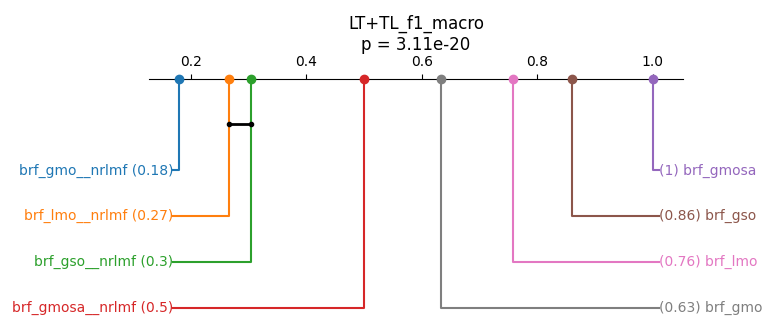 LT+TL_f1_macro
p = 3.11e-20
0.2 0.4 0.6 0.8 1.0
brf_gmo__nrlmf (0.18) (1) brf_gmosa
brf_lmo__nrlmf (0.27) (0.86) brf_gso
brf_gso__nrlmf (0.3) (0.76) brf_lmo
brf_gmosa__nrlmf (0.5) (0.63) brf_gmo